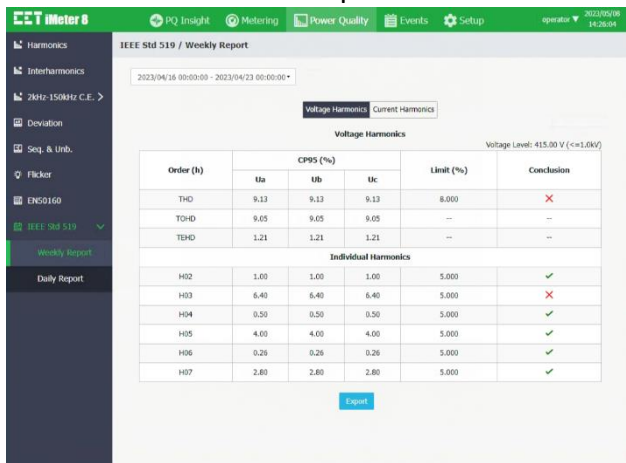 CET iMeter 8
PQ Insight Metering Power Quality Events Setup operator 2023/05/08
14:26:04
Harmonics
Interharmonics
2kHz-150kHz C.E.
Deviation
Seq. & Unb.
Flicker
EN50160
IEEE Std 519
Weekly Report
Daily Report
IEEE Std 519 / Weekly Report
2023/04/16 00:00:00 - 2023/04/23 00:00:00
Voltage Harmonics Current Harmonics
Voltage Harmonics
Voltage Level: 415.00 V (<=1.0kV)
Order (h) CP95 (%) Limit (%) Conclusion
Ua Ub Uc
THD 9.13 9.13 9.13 8.000
TOHD 9.05 9.05 9.05 -- --
TEHD 1.21 1.21 1.21 -- --
Individual Harmonics
H02 1.00 1.00 1.00 5.000
H03 6.40 6.40 6.40 5.000
H04 0.50 0.50 0.50 5.000
H05 4.00 4.00 4.00 5.000
H06 0.26 0.26 0.26 5.000
H07 2.80 2.80 2.80 5.000
Export